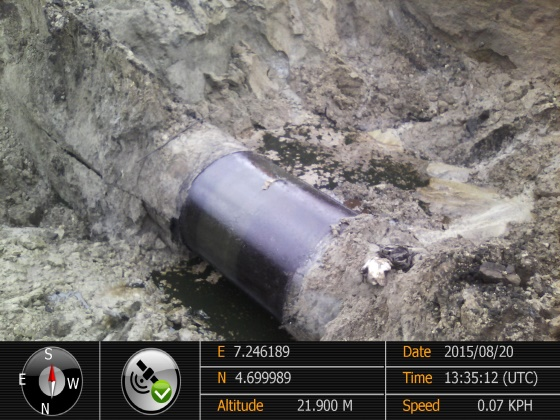 S
E W
N
E 7.246189
N 4.699989
Altitude 21.900 M
Date 2015/08/20
Time 13:35:12 (UTC)
Speed 0.07 KPH